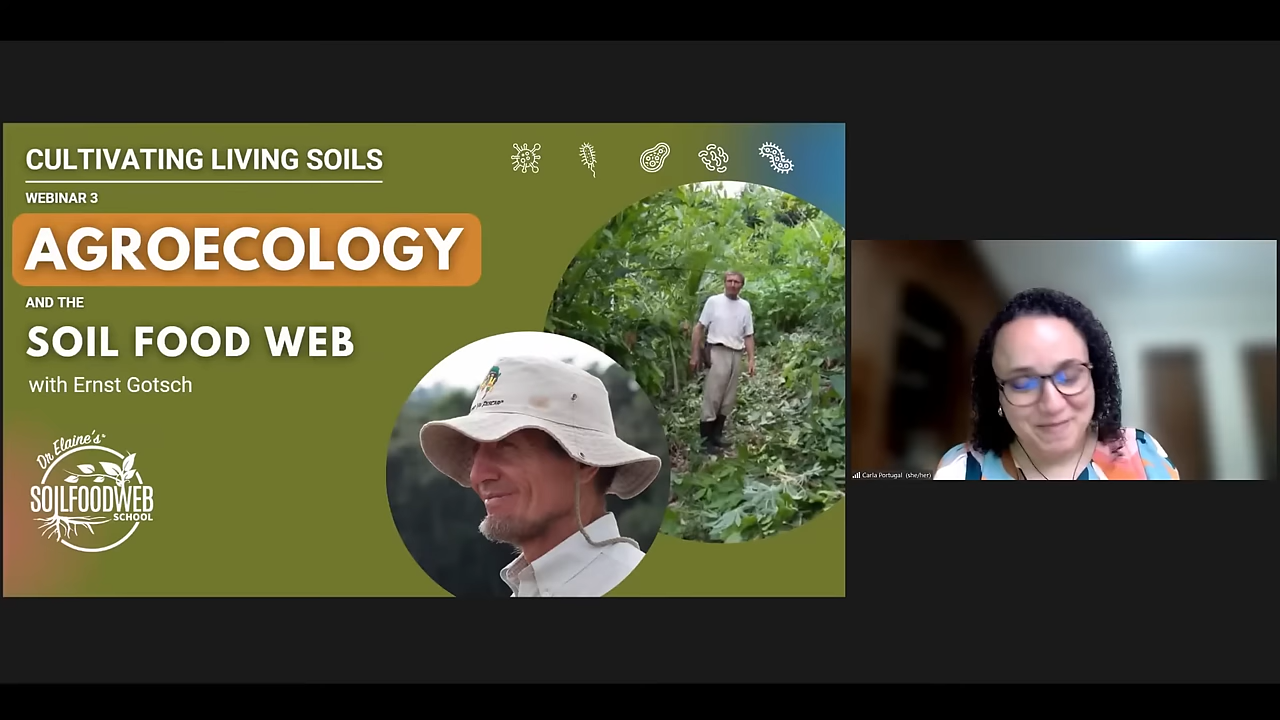 CULTIVATING LIVING SOILS
WEBINAR 3
AGROECOLOGY
AND THE
SOIL FOOD WEB
with Ernst Gotsch
Dr Elaine's
SOILFOODWEB
SCHOOL
Carla Portugal (she/her)